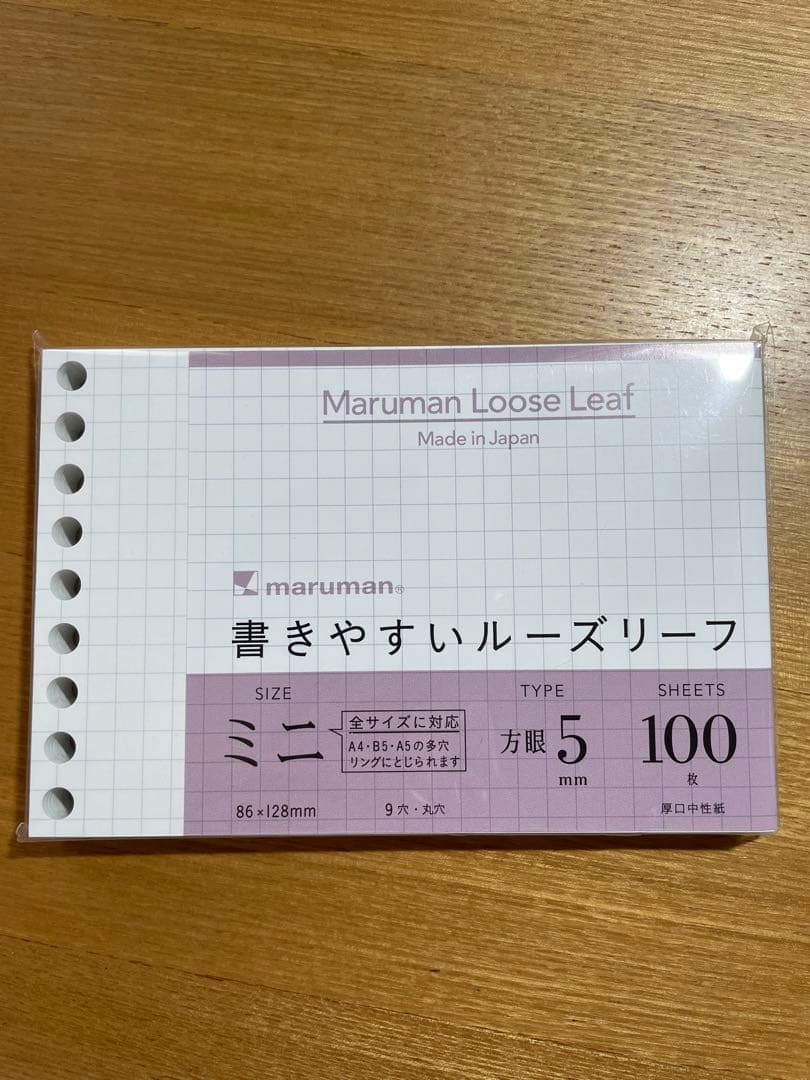 Maruman Loose Leaf
Made in Japan
maruman®
書きやすいルーズリーフ
SIZE
ミニ
全サイズに対応
A4・B5・A5の多穴
リングにとじられます
86×128mm
9穴・丸穴
TYPE
方眼5
mm
SHEETS
100
枚
厚口中性紙